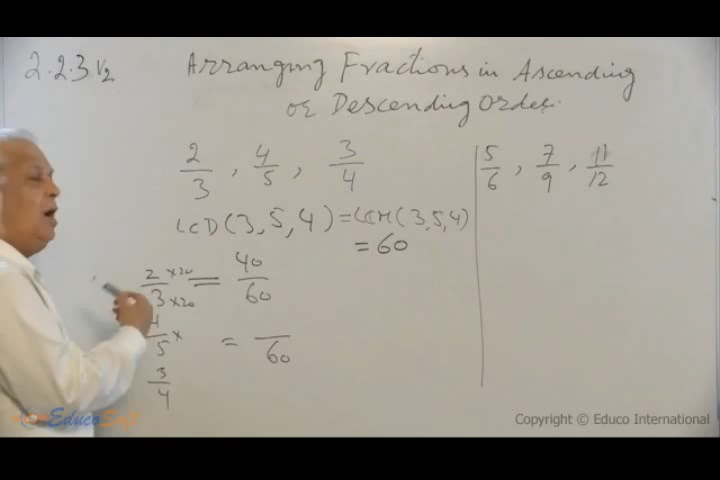 2.2.3 V2
Arranging Fractions in Ascending
or Descending Order.
2/3 , 4/5 , 3/4
5/6 , 7/9 , 11/12
LCD(3,5,4) = LCM(3,5,4)
= 60
2/3 ×20/×20 = 40/60
4/5 × = /60
3/4
EducoSoft
Copyright © Educo International